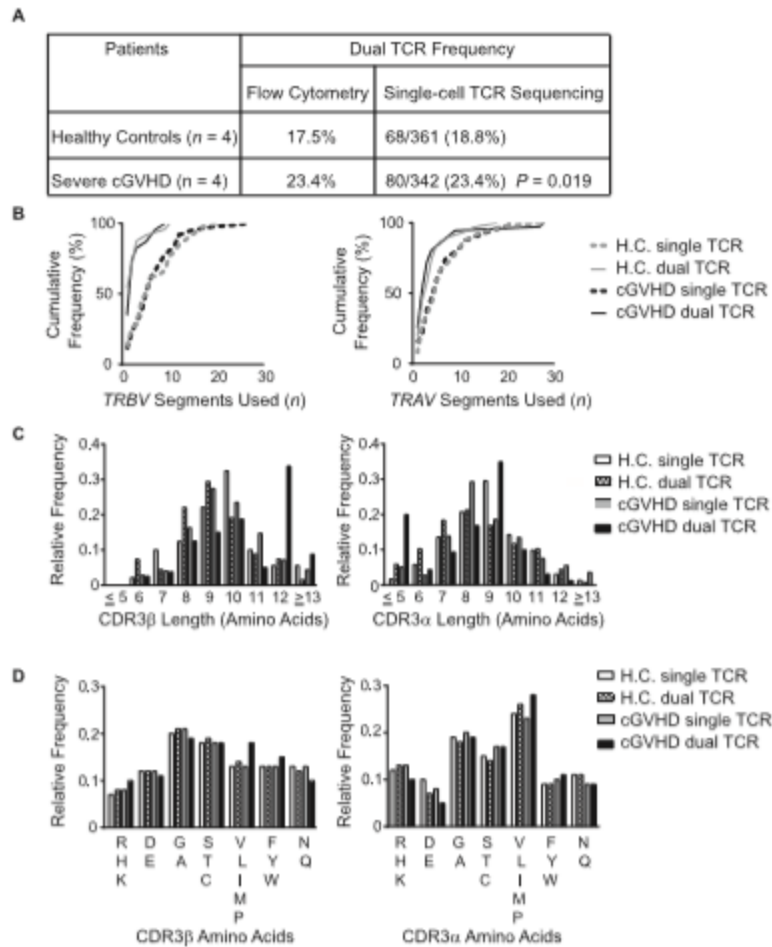 A
Patients
Dual TCR Frequency
Flow Cytometry
Single-cell TCR Sequencing
Healthy Controls (n = 4)
17.5%
68/361 (18.8%)
Severe cGVHD (n = 4)
23.4%
80/342 (23.4%) P = 0.019
B
Cumulative
Frequency (%)
100
50
0
0 10 20 30
TRBV Segments Used (n)
Cumulative
Frequency (%)
100
50
0
0 10 20 30
TRAV Segments Used (n)
H.C. single TCR
H.C. dual TCR
cGVHD single TCR
cGVHD dual TCR
C
Relative Frequency
0.4
0.3
0.2
0.1
0
≤ 5 6 7 8 9 10 11 12 ≥13
CDR3β Length (Amino Acids)
Relative Frequency
0.4
0.3
0.2
0.1
0
≤ 5 6 7 8 9 10 11 12 ≥13
CDR3α Length (Amino Acids)
H.C. single TCR
H.C. dual TCR
cGVHD single TCR
cGVHD dual TCR
D
Relative Frequency
0.3
0.2
0.1
0
R D G S V F N
H E A T L Y Q
K C I W
M
P
CDR3β Amino Acids
Relative Frequency
0.3
0.2
0.1
0
R D G S V F N
H E A T L Y Q
K C I W
M
P
CDR3α Amino Acids
H.C. single TCR
H.C. dual TCR
cGVHD single TCR
cGVHD dual TCR